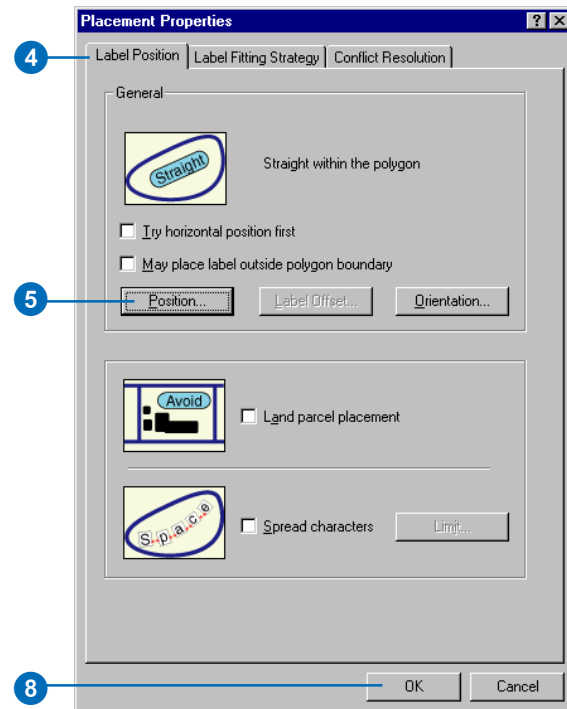 Placement Properties
4
Label Position Label Fitting Strategy Conflict Resolution
General
Straight
Straight within the polygon
Try horizontal position first
May place label outside polygon boundary
5
Position... Label Offset... Orientation...
Avoid
Land parcel placement
Space
Spread characters
Limit...
8
OK Cancel